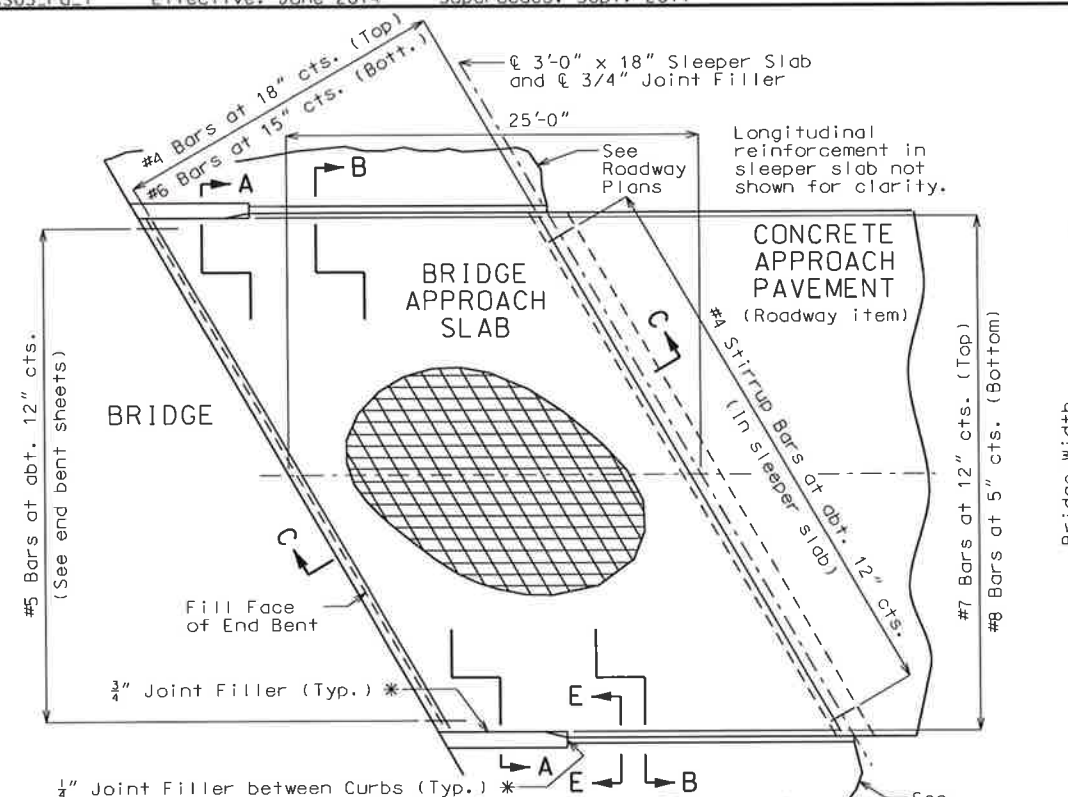 Effective: June 2014 Supercedes: Sept. 2011
#4 Bars at 18" cts. (Top)
#6 Bars at 15" cts. (Bott.)
℄ 3'-0" x 18" Sleeper Slab
and ℄ 3/4" Joint Filler
25'-0"
See
Roadway
Plans
Longitudinal
reinforcement in
sleeper slab not
shown for clarity.
A
B
BRIDGE
APPROACH
SLAB
CONCRETE
APPROACH
PAVEMENT
(Roadway item)
C
#4 Stirrup Bars at abt. 12" cts.
(In sleeper slab)
#5 Bars at abt. 12" cts.
(See end bent sheets)
BRIDGE
#7 Bars at 12" cts. (Top)
#8 Bars at 5" cts. (Bottom)
Bridge width
C
Fill Face
of End Bent
¾" Joint Filler (Typ.) *
E
A
E
B
¼" Joint Filler between Curbs (Typ.) *
See